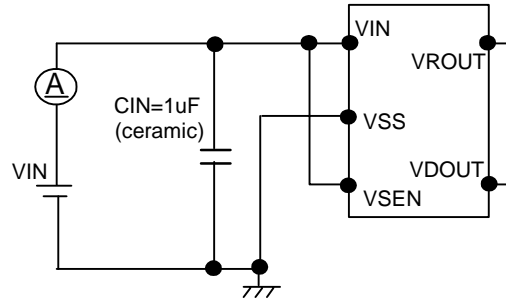 VIN
VROUT
A
CIN=1uF
(ceramic)
VSS
VIN
VDOUT
VSEN